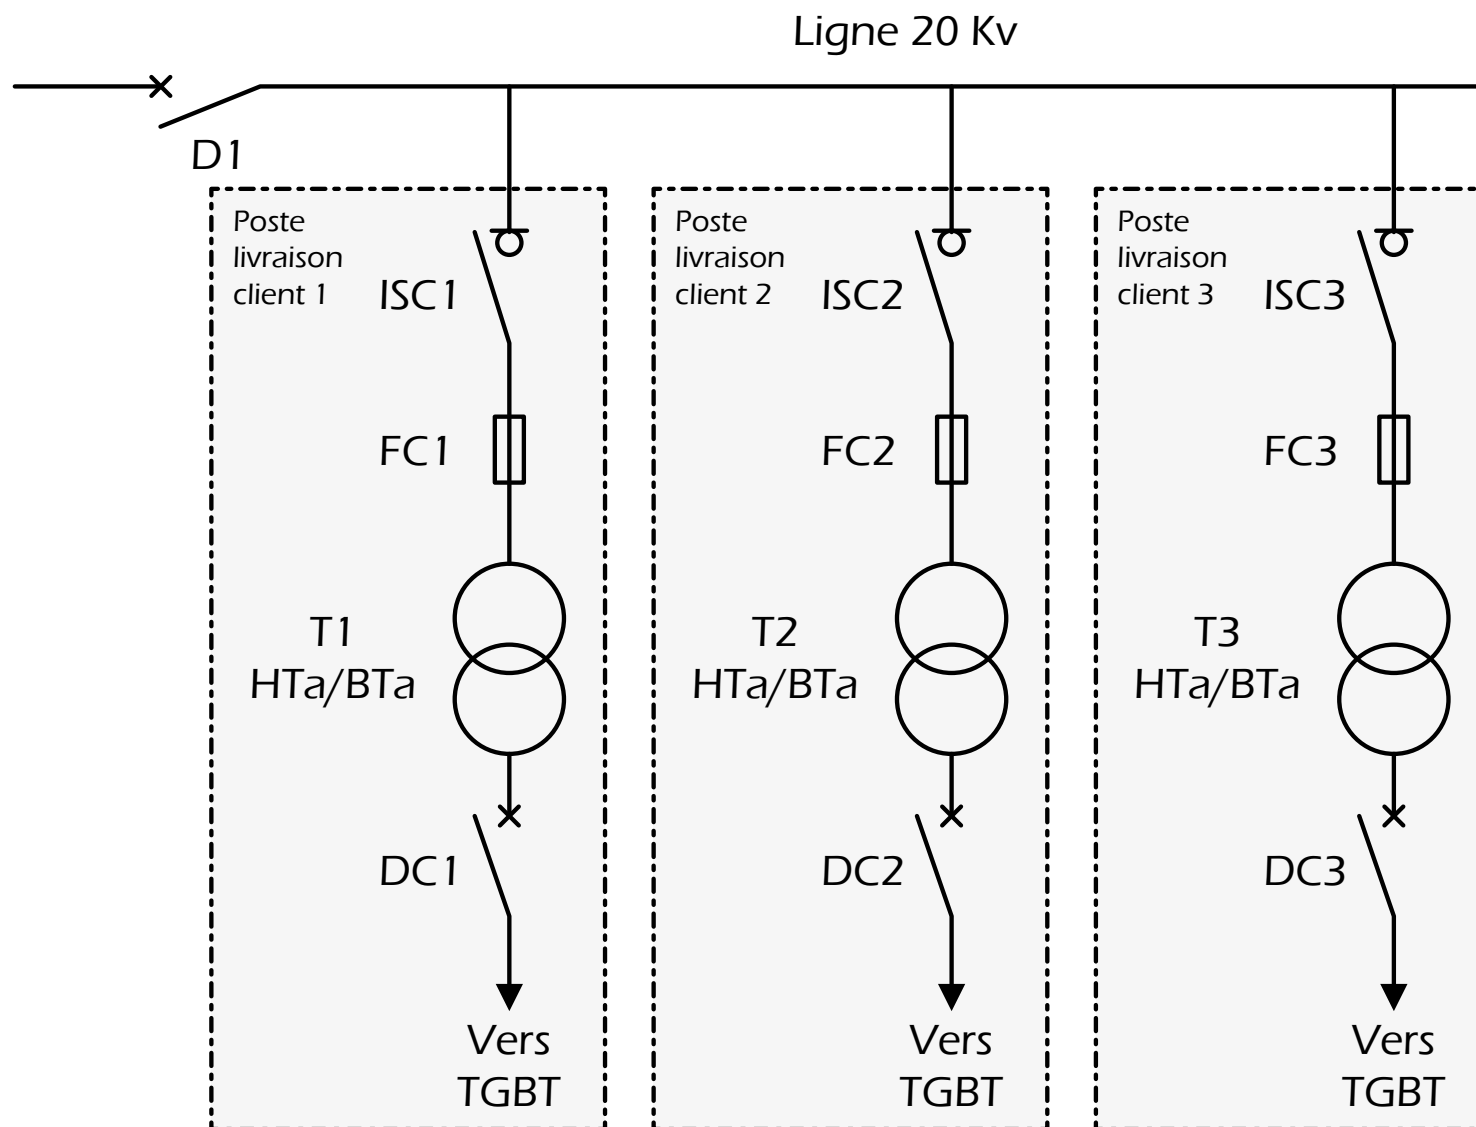 Ligne 20 Kv
D1
Poste
livraison
client 1
ISC1
FC1
T1
HTa/BTa
DC1
Vers
TGBT
Poste
livraison
client 2
ISC2
FC2
T2
HTa/BTa
DC2
Vers
TGBT
Poste
livraison
client 3
ISC3
FC3
T3
HTa/BTa
DC3
Vers
TGBT